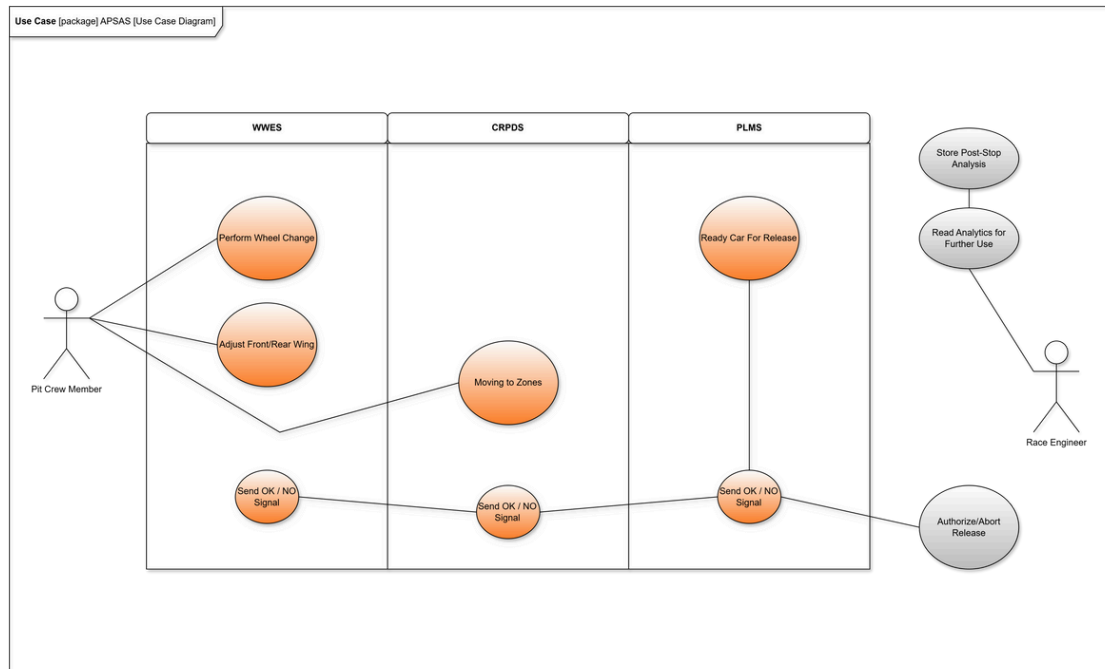 Use Case [package] APSAS [Use Case Diagram]
WWES
CRPDS
PLMS
Store Post-Stop
Analysis
Perform Wheel Change
Ready Car For Release
Read Analytics for
Further Use
Adjust Front/Rear Wing
Moving to Zones
Pit Crew Member
Race Engineer
Send OK / NO
Signal
Send OK / NO
Signal
Send OK / NO
Signal
Authorize/Abort
Release